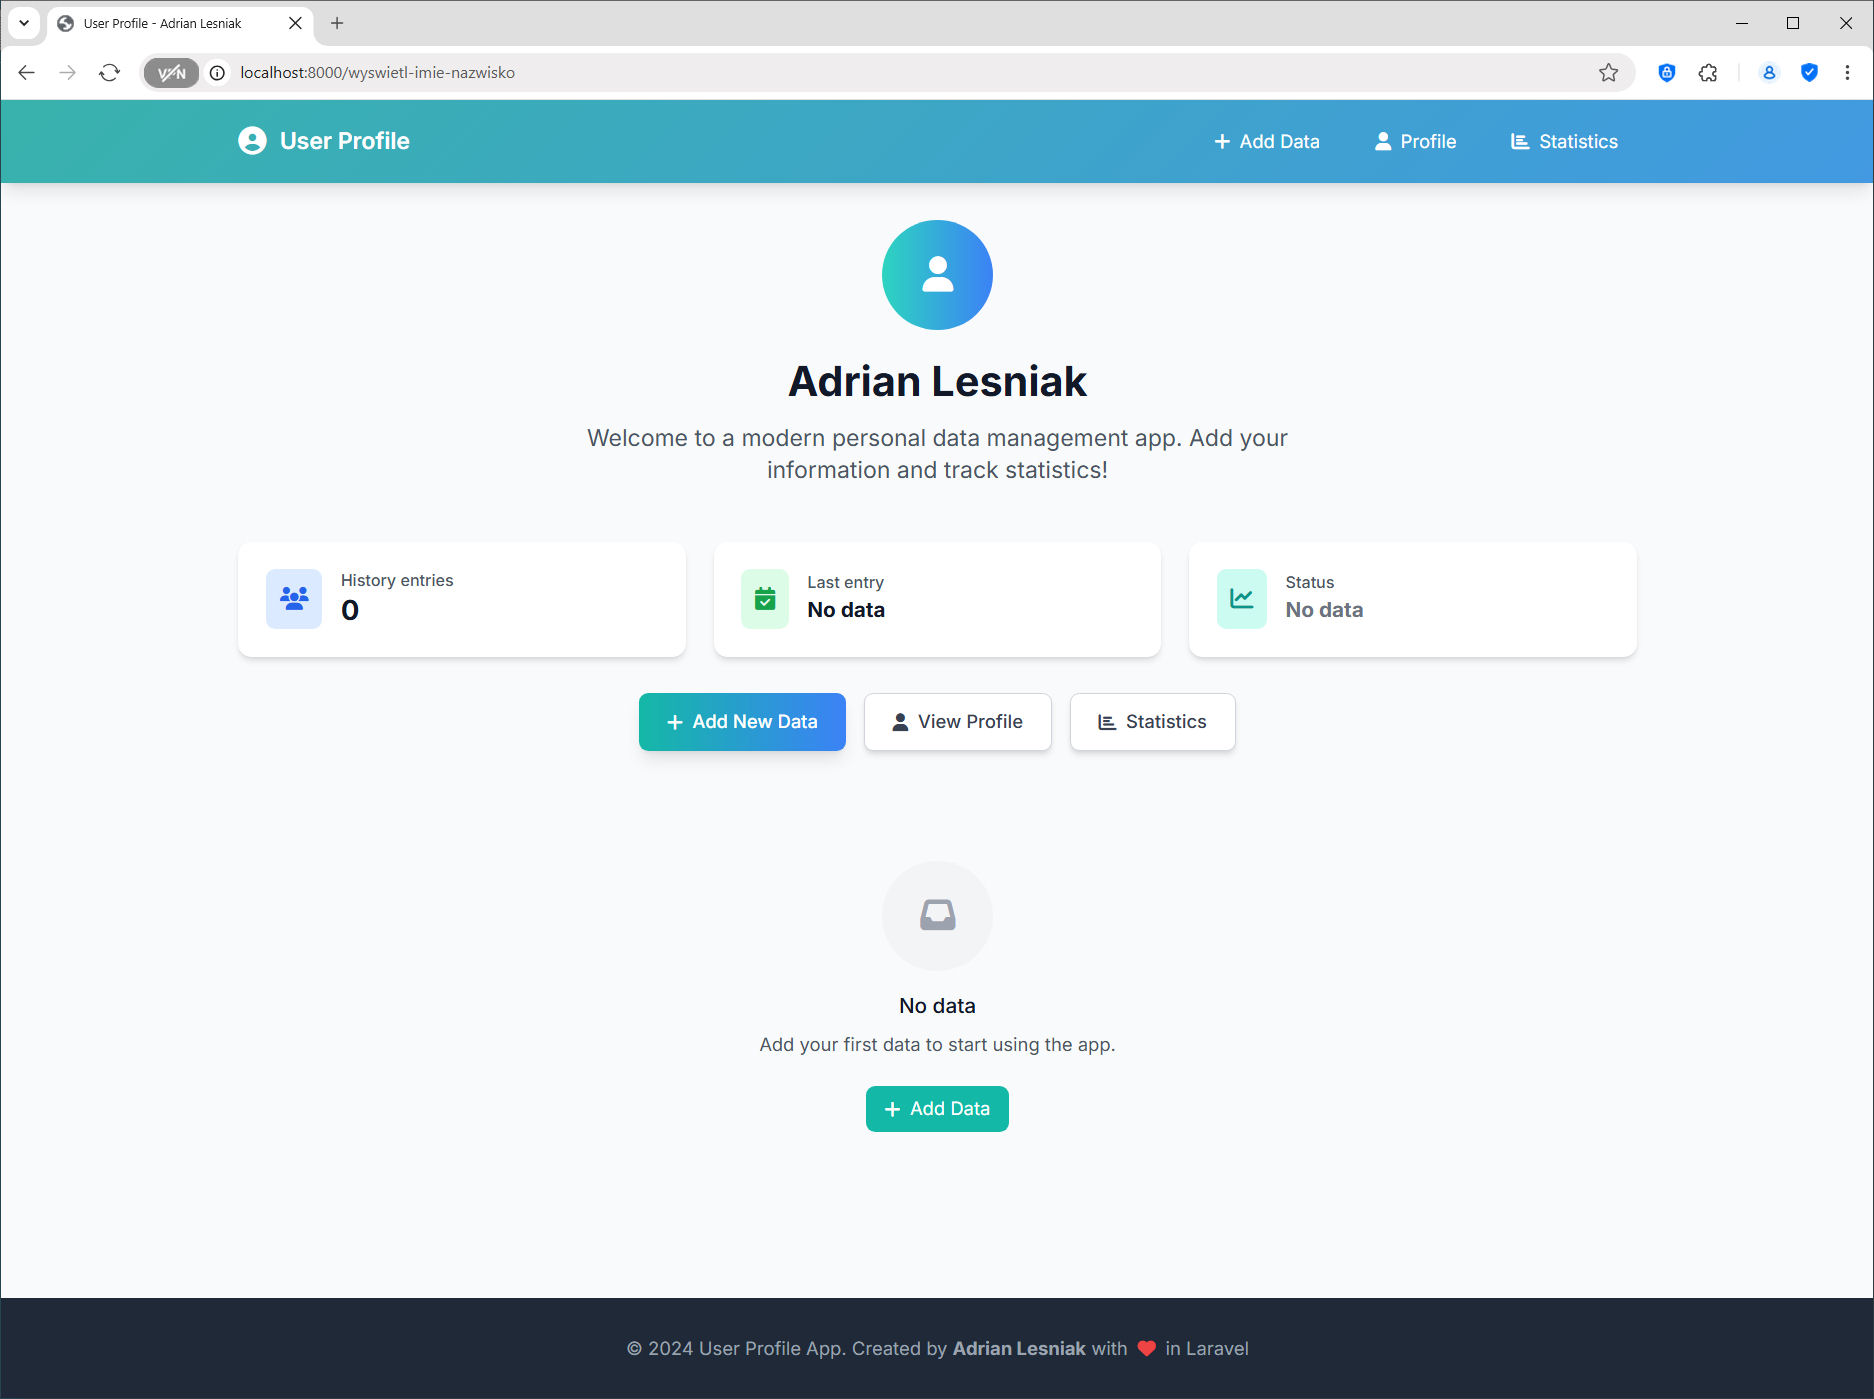 User Profile - Adrian Lesniak
VPN
localhost:8000/wyswietl-imie-nazwisko
User Profile
Add Data
Profile
Statistics
Adrian Lesniak
Welcome to a modern personal data management app. Add your
information and track statistics!
History entries
0
Last entry
No data
Status
No data
Add New Data
View Profile
Statistics
No data
Add your first data to start using the app.
Add Data
© 2024 User Profile App. Created by Adrian Lesniak with ❤ in Laravel